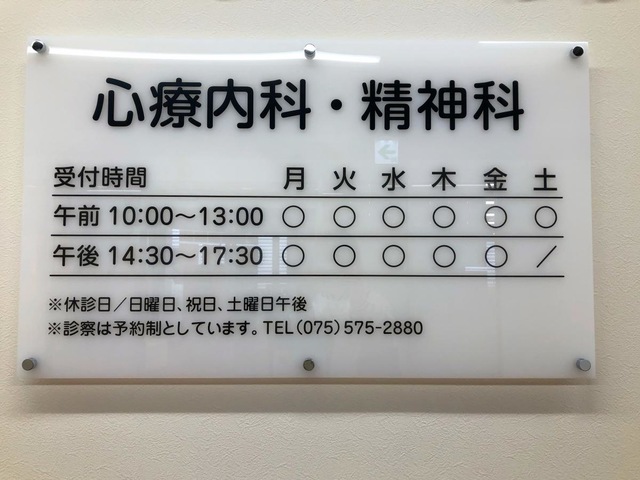 心療内科・精神科
受付時間 月 火 水 木 金 土
午前 10:00〜13:00 ○ ○ ○ ○ ○ ○
午後 14:30〜17:30 ○ ○ ○ ○ ○ ／
※休診日／日曜日、祝日、土曜日午後
※診察は予約制としています。TEL(075)575-2880